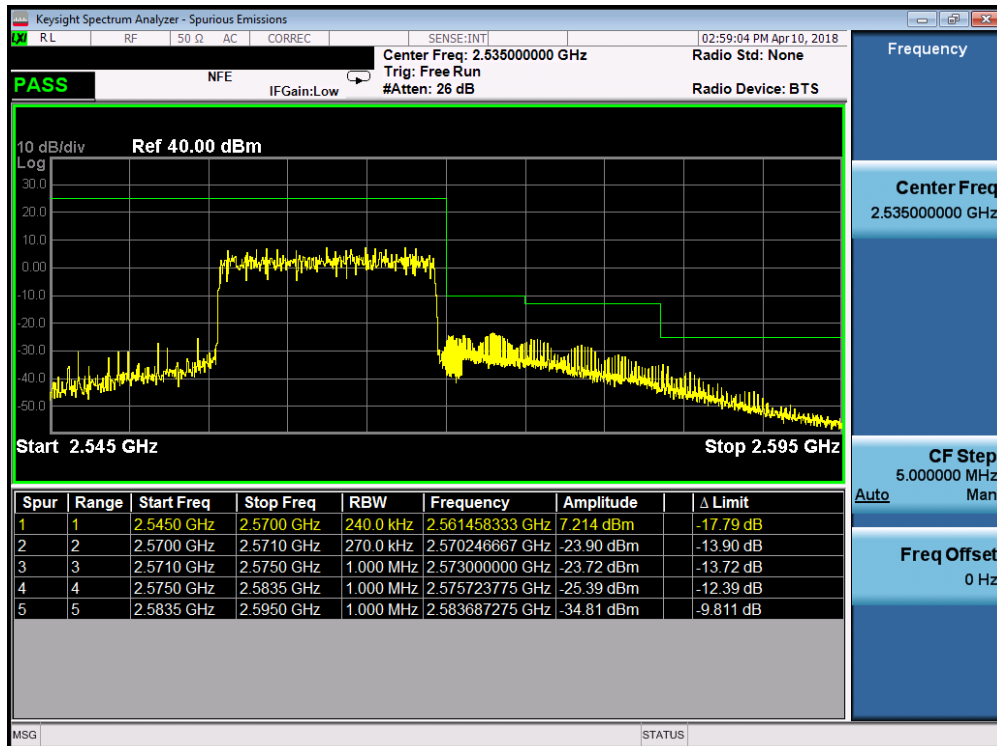 Keysight Spectrum Analyzer - Spurious Emissions
LXI RL RF 50 Ω AC CORREC SENSE:INT 02:59:04 PM Apr 10, 2018
Center Freq: 2.535000000 GHz Radio Std: None
PASS NFE Trig: Free Run
IFGain:Low #Atten: 26 dB Radio Device: BTS
10 dB/div Ref 40.00 dBm
Log
30.0
20.0
10.0
0.00
-10.0
-20.0
-30.0
-40.0
-50.0
Start 2.545 GHz Stop 2.595 GHz
Spur Range Start Freq Stop Freq RBW Frequency Amplitude Δ Limit
1 1 2.5450 GHz 2.5700 GHz 240.0 kHz 2.561458333 GHz 7.214 dBm -17.79 dB
2 2 2.5700 GHz 2.5710 GHz 270.0 kHz 2.570246667 GHz -23.90 dBm -13.90 dB
3 3 2.5710 GHz 2.5750 GHz 1.000 MHz 2.573000000 GHz -23.72 dBm -13.72 dB
4 4 2.5750 GHz 2.5835 GHz 1.000 MHz 2.575723775 GHz -25.39 dBm -12.39 dB
5 5 2.5835 GHz 2.5950 GHz 1.000 MHz 2.583687275 GHz -34.81 dBm -9.811 dB
MSG STATUS
Frequency
Center Freq
2.535000000 GHz
CF Step
5.000000 MHz
Auto Man
Freq Offset
0 Hz